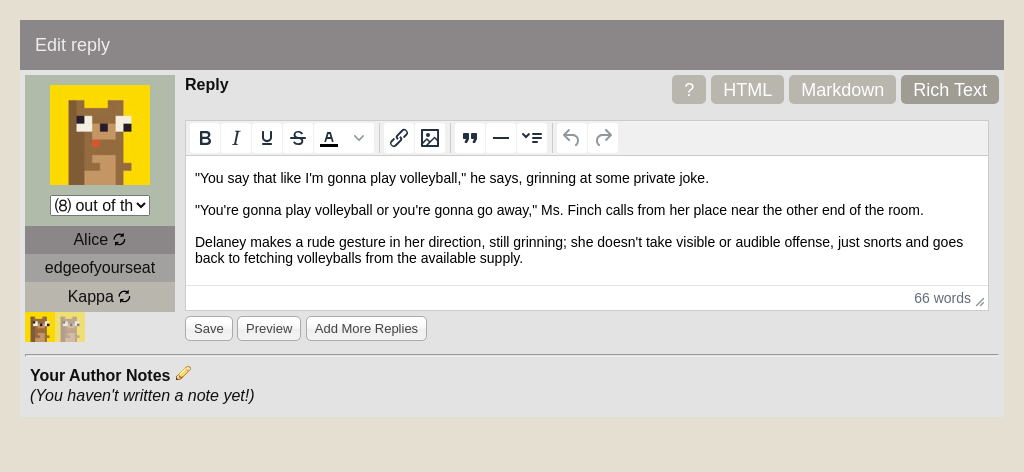 Edit reply
Reply
? HTML Markdown Rich Text
(8) out of th
Alice
edgeofyourseat
Kappa
B I U S A
"You say that like I'm gonna play volleyball," he says, grinning at some private joke.
"You're gonna play volleyball or you're gonna go away," Ms. Finch calls from her place near the other end of the room.
Delaney makes a rude gesture in her direction, still grinning; she doesn't take visible or audible offense, just snorts and goes
back to fetching volleyballs from the available supply.
66 words
Save Preview Add More Replies
Your Author Notes
(You haven't written a note yet!)